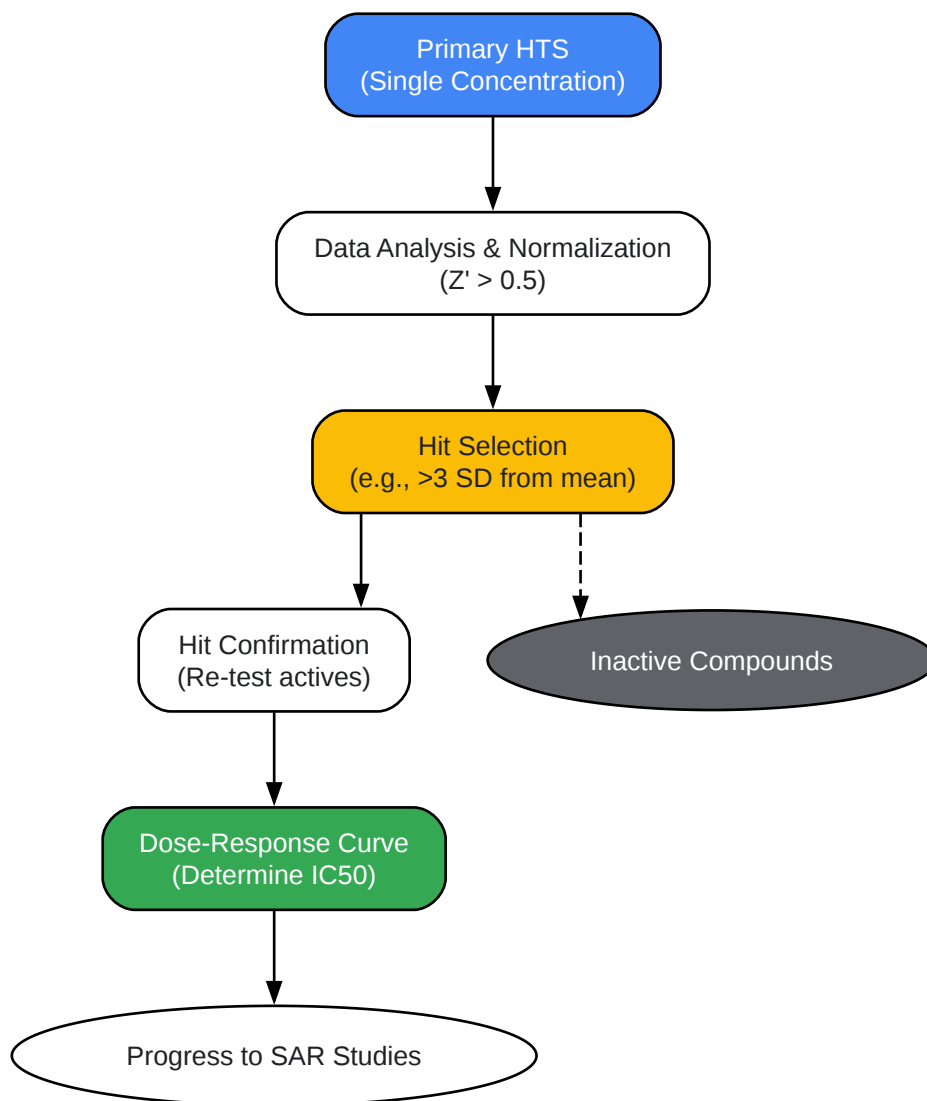 Primary HTS
(Single Concentration)
Data Analysis & Normalization
(Z' > 0.5)
Hit Selection
(e.g., >3 SD from mean)
Hit Confirmation
(Re-test actives)
Inactive Compounds
Dose-Response Curve
(Determine IC50)
Progress to SAR Studies